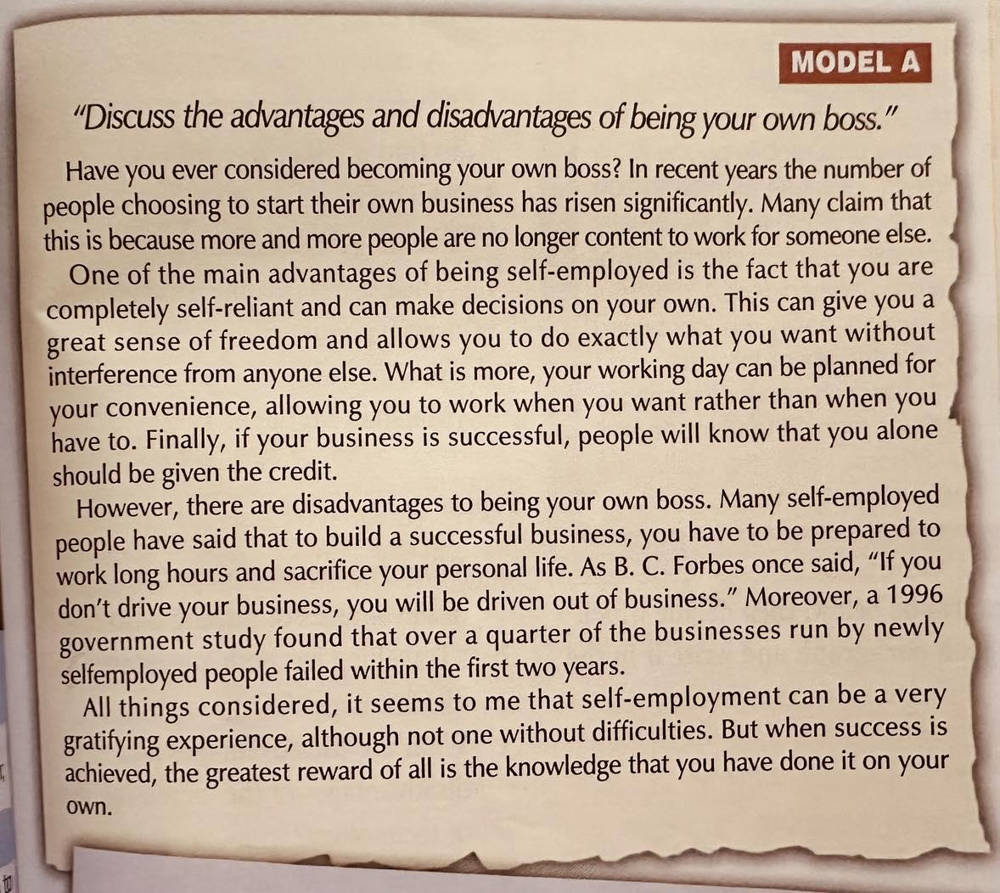 MODEL A
“Discuss the advantages and disadvantages of being your own boss.”
Have you ever considered becoming your own boss? In recent years the number of
people choosing to start their own business has risen significantly. Many claim that
this is because more and more people are no longer content to work for someone else.
One of the main advantages of being self-employed is the fact that you are
completely self-reliant and can make decisions on your own. This can give you a
great sense of freedom and allows you to do exactly what you want without
interference from anyone else. What is more, your working day can be planned for
your convenience, allowing you to work when you want rather than when you
have to. Finally, if your business is successful, people will know that you alone
should be given the credit.
However, there are disadvantages to being your own boss. Many self-employed
people have said that to build a successful business, you have to be prepared to
work long hours and sacrifice your personal life. As B. C. Forbes once said, “If you
don’t drive your business, you will be driven out of business.” Moreover, a 1996
government study found that over a quarter of the businesses run by newly
selfemployed people failed within the first two years.
All things considered, it seems to me that self-employment can be a very
gratifying experience, although not one without difficulties. But when success is
achieved, the greatest reward of all is the knowledge that you have done it on your
own.